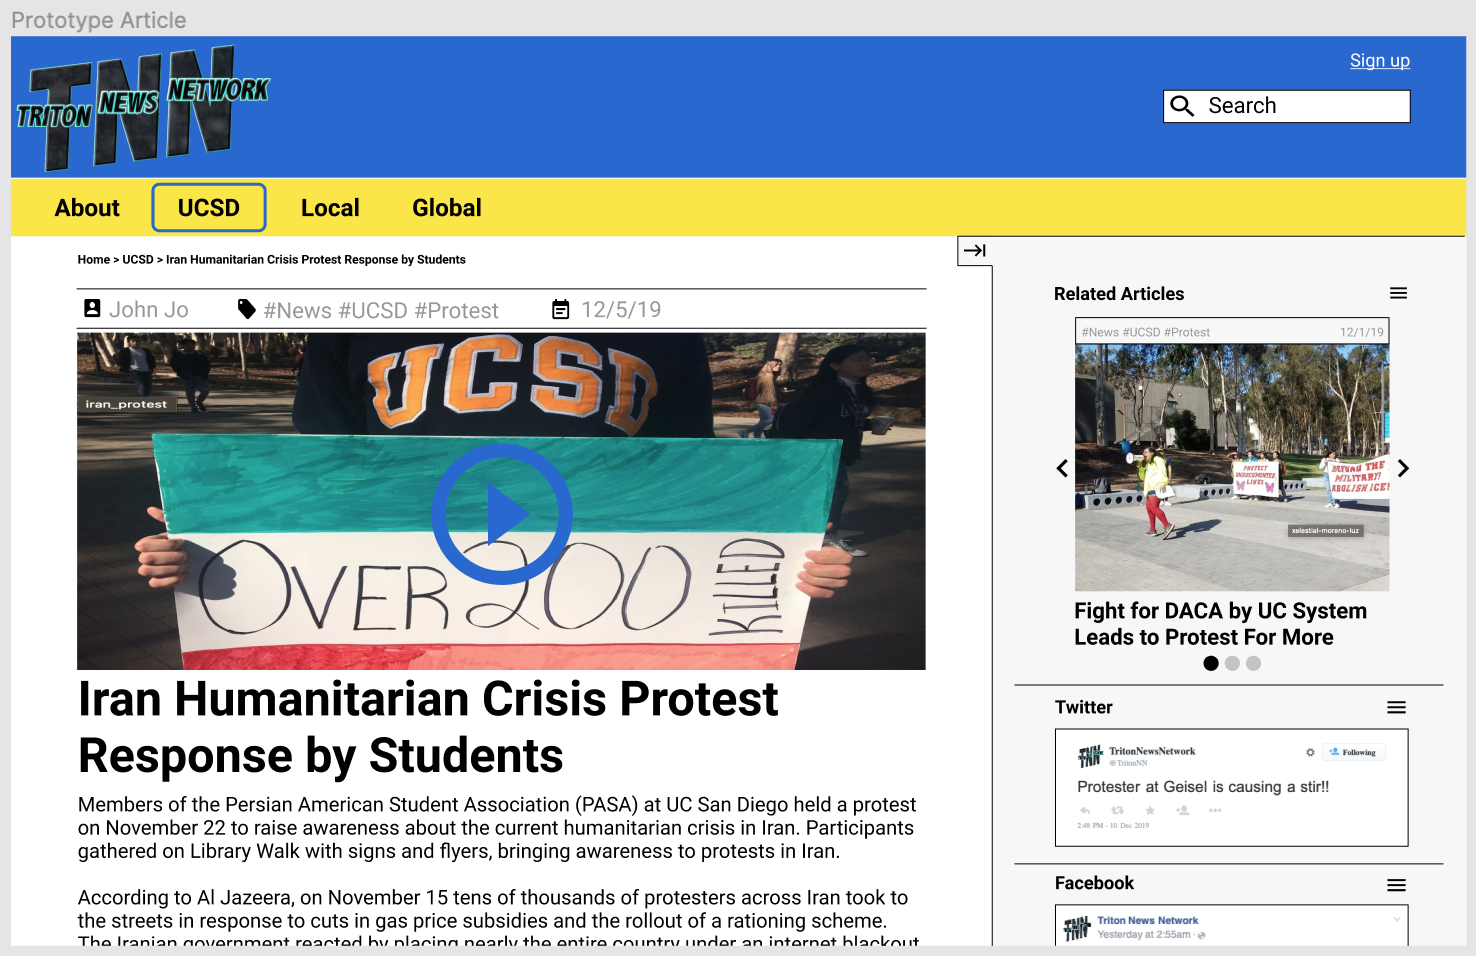 Prototype Article
TNN
TRITON NEWS NETWORK
Sign up
Search
About UCSD Local Global
Home > UCSD > Iran Humanitarian Crisis Protest Response by Students
John Jo #News #UCSD #Protest 12/5/19
UCSD
iran_protest
OVER 200 KILLED
Iran Humanitarian Crisis Protest
Response by Students
Members of the Persian American Student Association (PASA) at UC San Diego held a protest
on November 22 to raise awareness about the current humanitarian crisis in Iran. Participants
gathered on Library Walk with signs and flyers, bringing awareness to protests in Iran.
According to Al Jazeera, on November 15 tens of thousands of protesters across Iran took to
the streets in response to cuts in gas price subsidies and the rollout of a rationing scheme.
The Iranian government reacted by placing nearly the entire country under an internet blackout
Related Articles
#News #UCSD #Protest 12/1/19
PROTECT
UNDOCUMENTED
LIVES
DEFUND THE
MILITARY!
ABOLISH ICE!
xelestial-moreno-luz
Fight for DACA by UC System
Leads to Protest For More
Twitter
TNN
TritonNewsNetwork
@TritonNN
Following
Protester at Geisel is causing a stir!!
2:48 PM - 10 Dec 2019
Facebook
TNN
Triton News Network
Yesterday at 2:55am ·